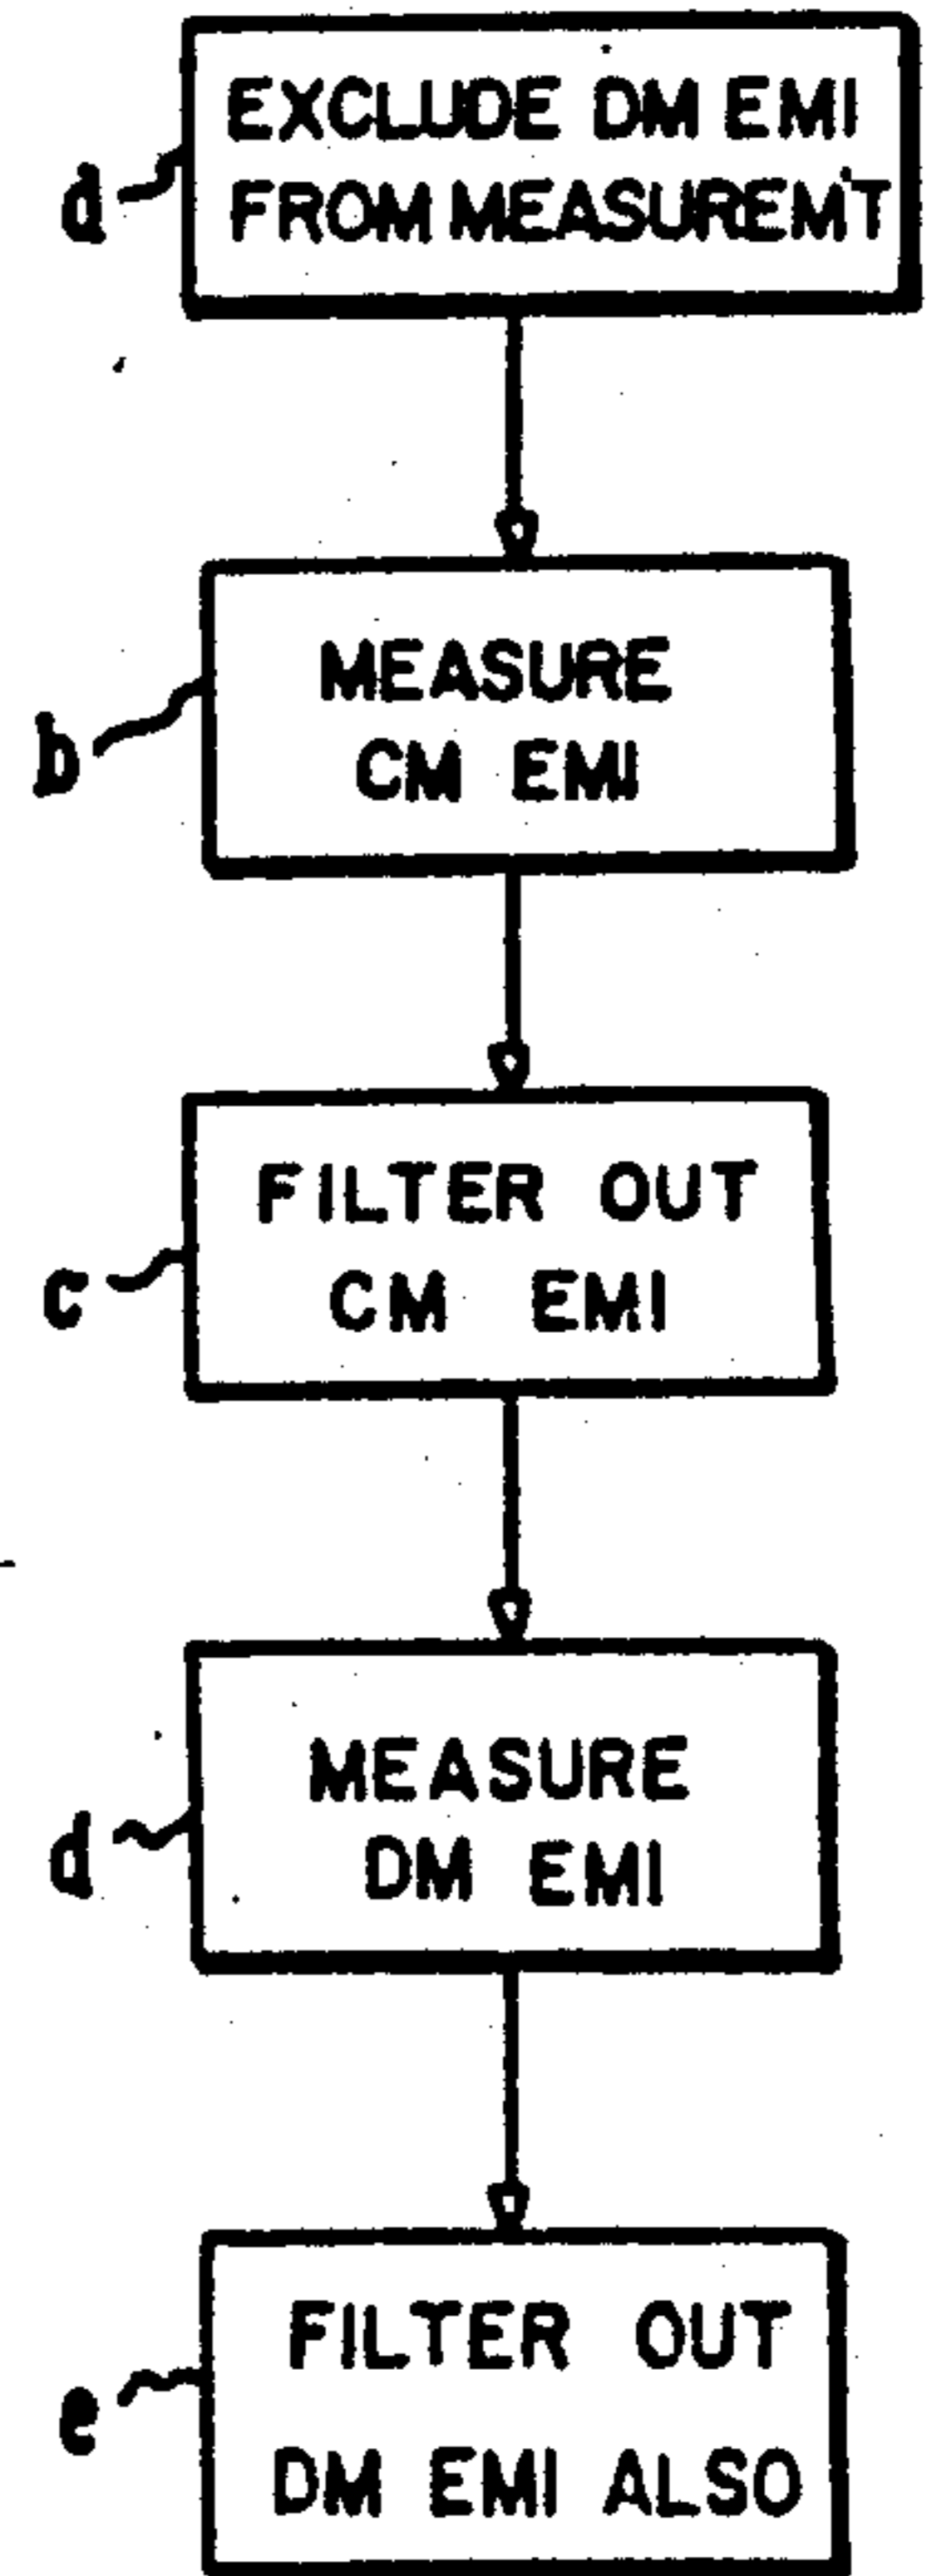 EXCLUDE DM EMI
FROM MEASUREM'T
d
MEASURE
CM EMI
b
FILTER OUT
CM EMI
c
MEASURE
DM EMI
d
FILTER OUT
DM EMI ALSO
e